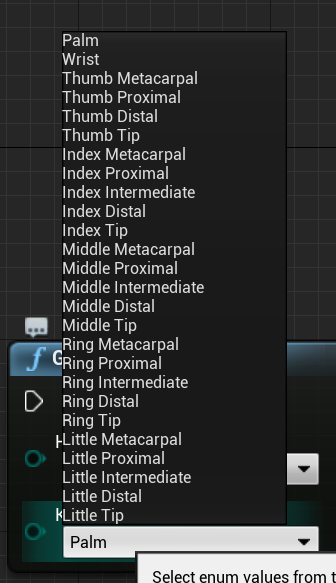 Palm
Wrist
Thumb Metacarpal
Thumb Proximal
Thumb Distal
Thumb Tip
Index Metacarpal
Index Proximal
Index Intermediate
Index Distal
Index Tip
Middle Metacarpal
Middle Proximal
Middle Intermediate
Middle Distal
Middle Tip
Ring Metacarpal
Ring Proximal
Ring Intermediate
Ring Distal
Ring Tip
Little Metacarpal
Little Proximal
Little Intermediate
Little Distal
Little Tip
Palm
Select enum values from